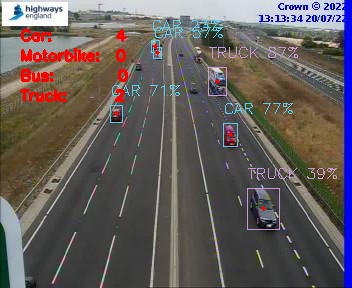 highways
england
Crown © 2022
13:13:34 20/07/22
Car: 4
Motorbike: 0
Bus: 0
Truck: 2
CAR 67%
TRUCK 87%
CAR 71%
CAR 77%
TRUCK 39%